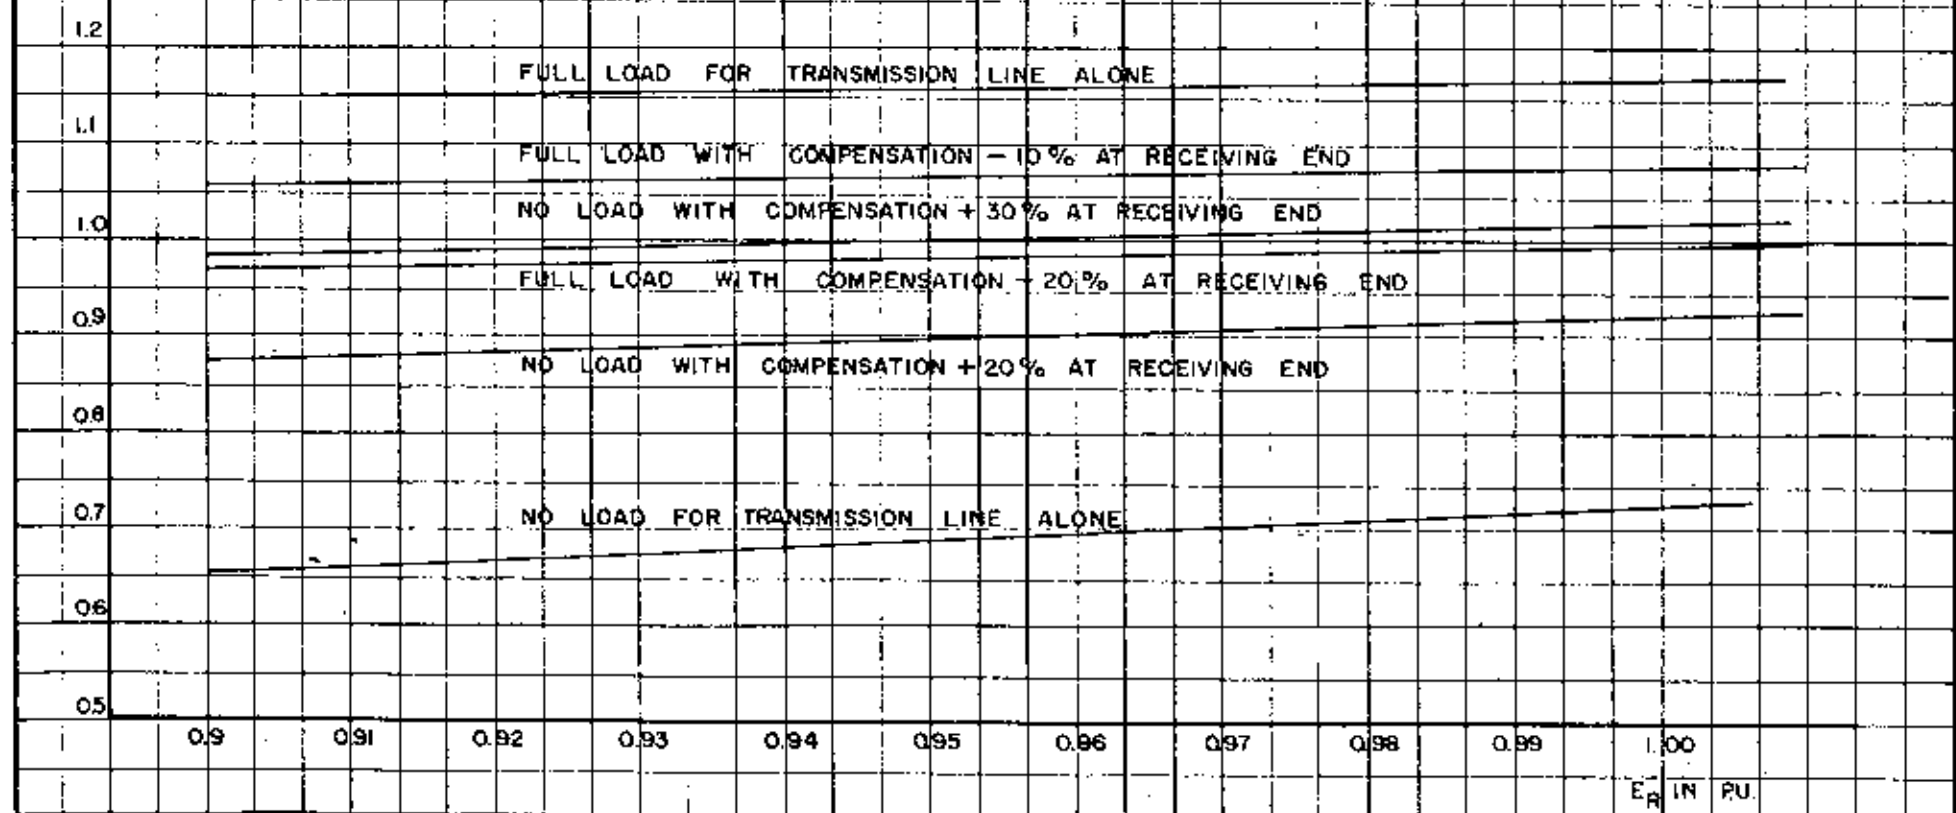 1.2
FULL LOAD FOR TRANSMISSION LINE ALONE
1.1
FULL LOAD WITH COMPENSATION - 10% AT RECEIVING END
NO LOAD WITH COMPENSATION + 30% AT RECEIVING END
1.0
FULL LOAD WITH COMPENSATION - 20% AT RECEIVING END
0.9
NO LOAD WITH COMPENSATION + 20% AT RECEIVING END
0.8
NO LOAD FOR TRANSMISSION LINE ALONE
0.7
0.6
0.5
0.9 0.91 0.92 0.93 0.94 0.95 0.96 0.97 0.98 0.99 1.00
ER IN P.U.